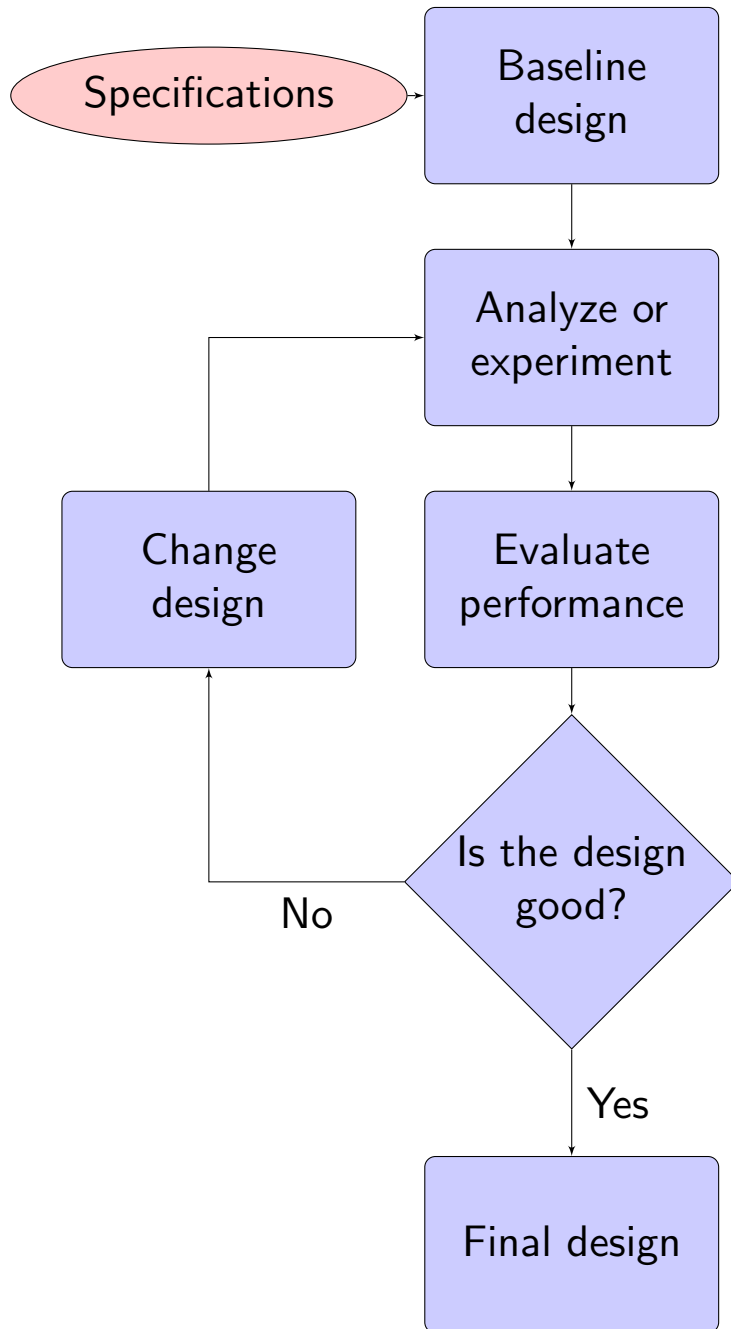 Specifications
Baseline
design
Analyze or
experiment
Change
design
Evaluate
performance
Is the design
good?
No
Yes
Final design